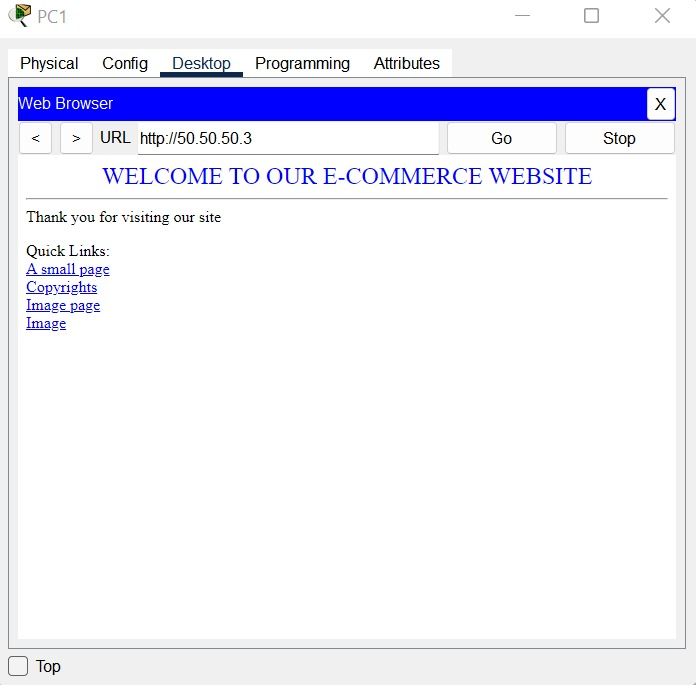 PC1
Physical Config Desktop Programming Attributes
Web Browser X
< > URL http://50.50.50.3 Go Stop
WELCOME TO OUR E-COMMERCE WEBSITE
Thank you for visiting our site
Quick Links:
A small page
Copyrights
Image page
Image
Top